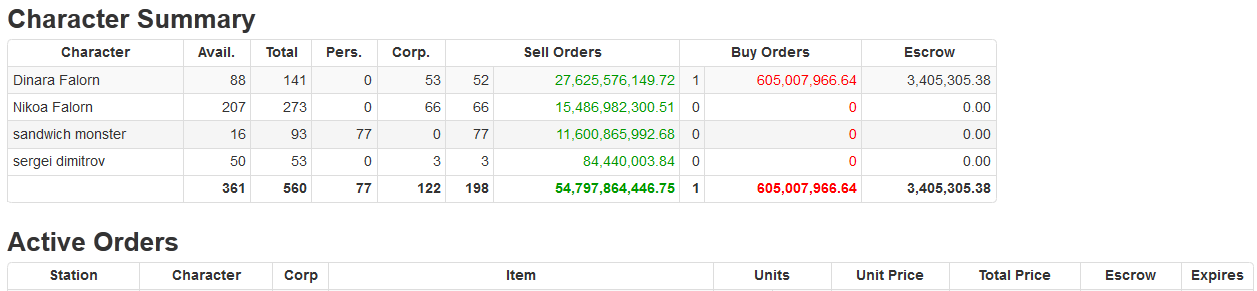 Character Summary
Character Avail. Total Pers. Corp. Sell Orders Buy Orders Escrow
Dinara Falorn 88 141 0 53 52 27,625,576,149.72 1 605,007,966.64 3,405,305.38
Nikoa Falorn 207 273 0 66 66 15,486,982,300.51 0 0 0.00
sandwich monster 16 93 77 0 77 11,600,865,992.68 0 0 0.00
sergei dimitrov 50 53 0 3 3 84,440,003.84 0 0 0.00
361 560 77 122 198 54,797,864,446.75 1 605,007,966.64 3,405,305.38
Active Orders
Station Character Corp Item Units Unit Price Total Price Escrow Expires